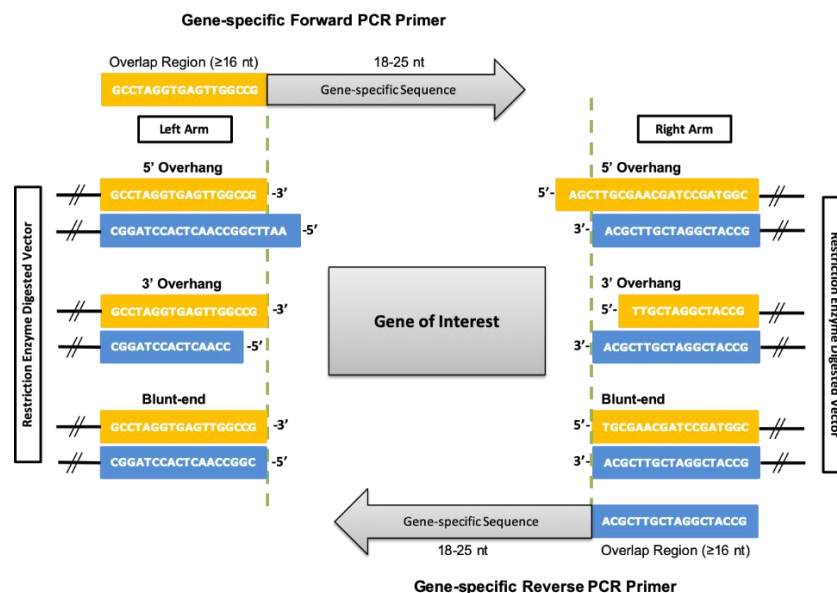 Gene-specific Forward PCR Primer
Overlap Region (≥16 nt)
18-25 nt
GCCTAGGTGAGTTGGCCG
Gene-specific Sequence
Left Arm
Right Arm
5’ Overhang
GCCTAGGTGAGTTGGCCG -3’
CGGATCCACTCAACCGGCTTAA -5’
3’ Overhang
GCCTAGGTGAGTTGGCCG -3’
CGGATCCACTCAACC -5’
Blunt-end
GCCTAGGTGAGTTGGCCG -3’
CGGATCCACTCAACCGGC -5’
Restriction Enzyme Digested Vector
Gene of Interest
5’ Overhang
5’- AGCTTGCGAACGATCCGATGGC
3’- ACGCTTGCTAGGCTACCG
3’ Overhang
5’- TTGCTAGGCTACCG
3’- ACGCTTGCTAGGCTACCG
Blunt-end
5’- TGCGAACGATCCGATGGC
3’- ACGCTTGCTAGGCTACCG
Restriction Enzyme Digested Vector
Gene-specific Sequence
ACGCTTGCTAGGCTACCG
18-25 nt
Overlap Region (≥16 nt)
Gene-specific Reverse PCR Primer